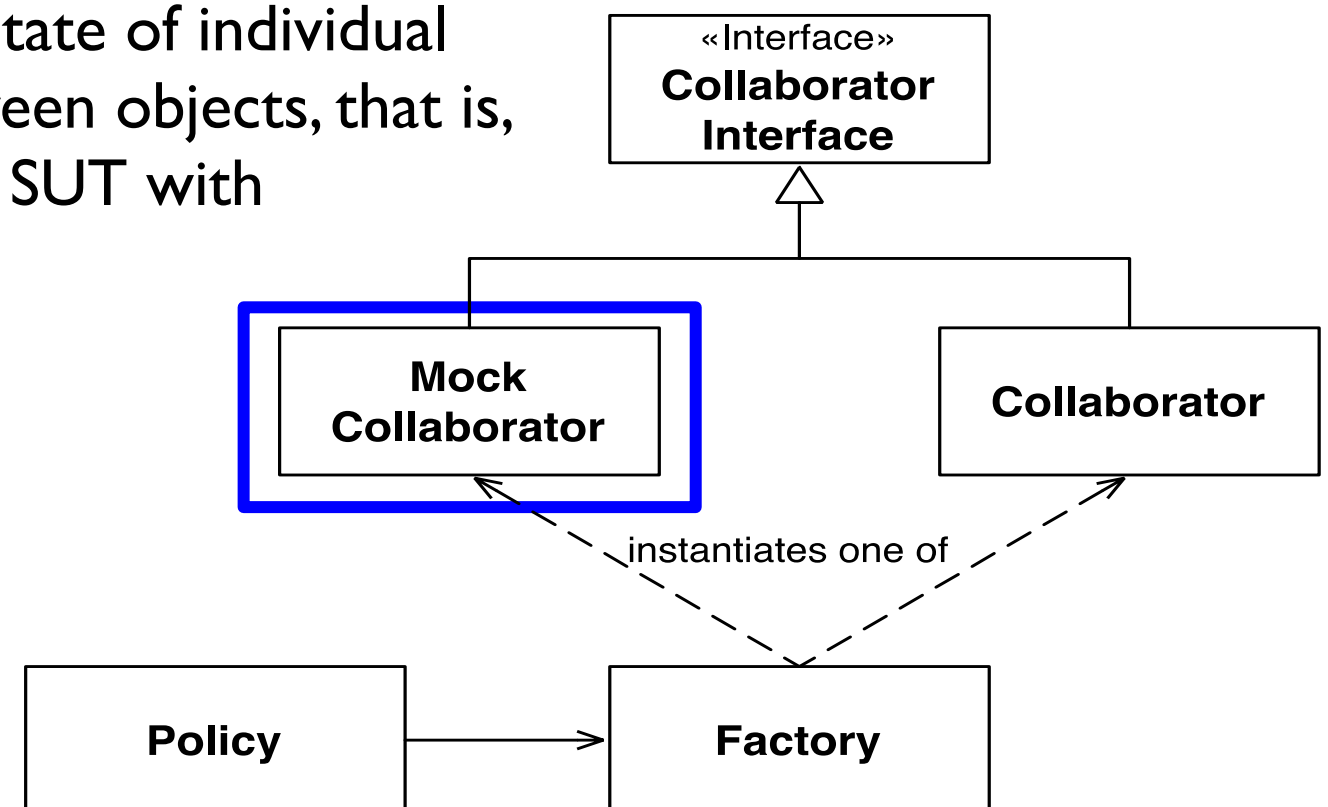 tate of individual
een objects, that is,
SUT with
«Interface»
Collaborator
Interface
Mock
Collaborator
Collaborator
instantiates one of
Policy
Factory